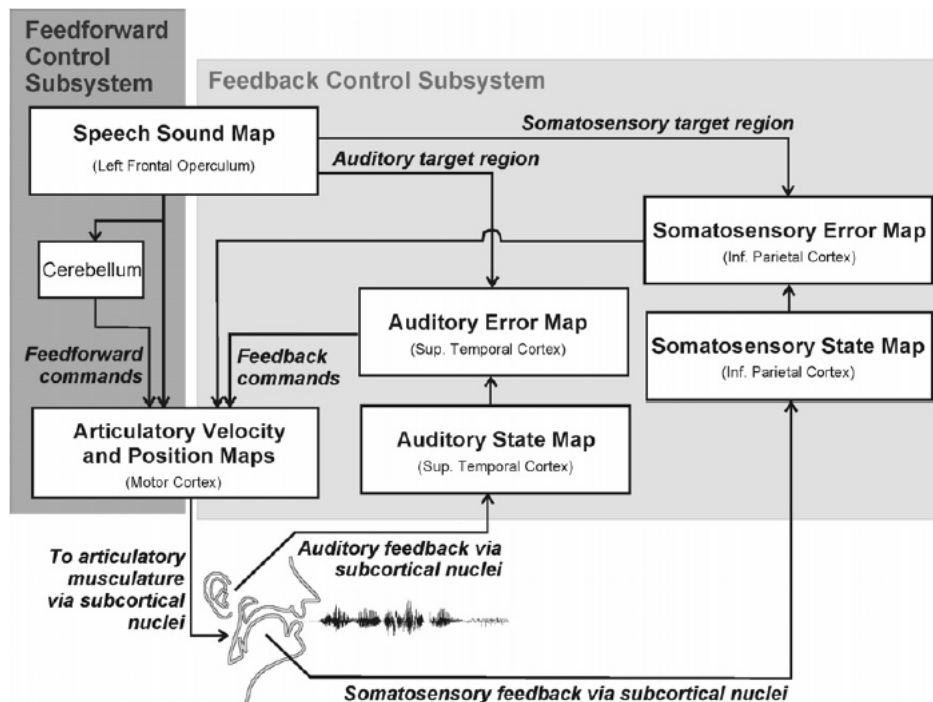 Feedforward
Control
Subsystem
Feedback Control Subsystem
Speech Sound Map
(Left Frontal Operculum)
Somatosensory target region
Auditory target region
Cerebellum
Somatosensory Error Map
(Inf. Parietal Cortex)
Auditory Error Map
(Sup. Temporal Cortex)
Somatosensory State Map
(Inf. Parietal Cortex)
Feedforward
commands
Feedback
commands
Articulatory Velocity
and Position Maps
(Motor Cortex)
Auditory State Map
(Sup. Temporal Cortex)
To articulatory
musculature
via subcortical
nuclei
Auditory feedback via
subcortical nuclei
Somatosensory feedback via subcortical nuclei